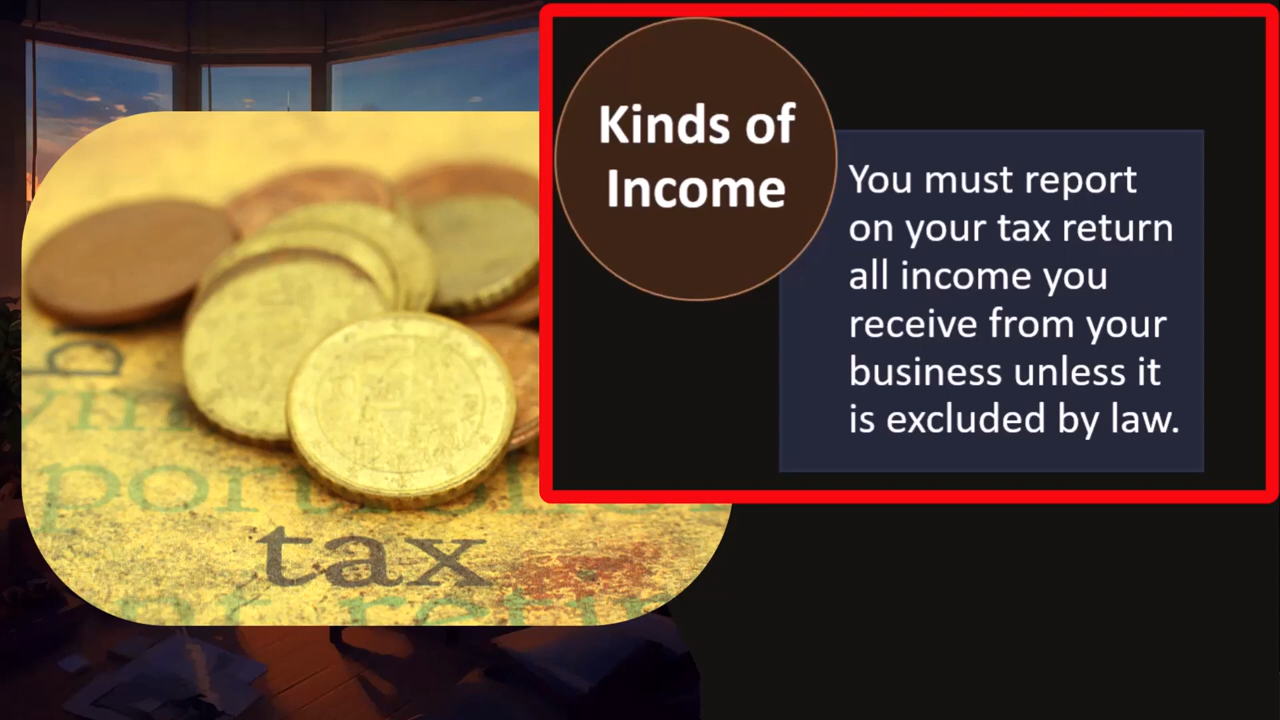 Kinds of
Income
You must report
on your tax return
all income you
receive from your
business unless it
is excluded by law.
tax